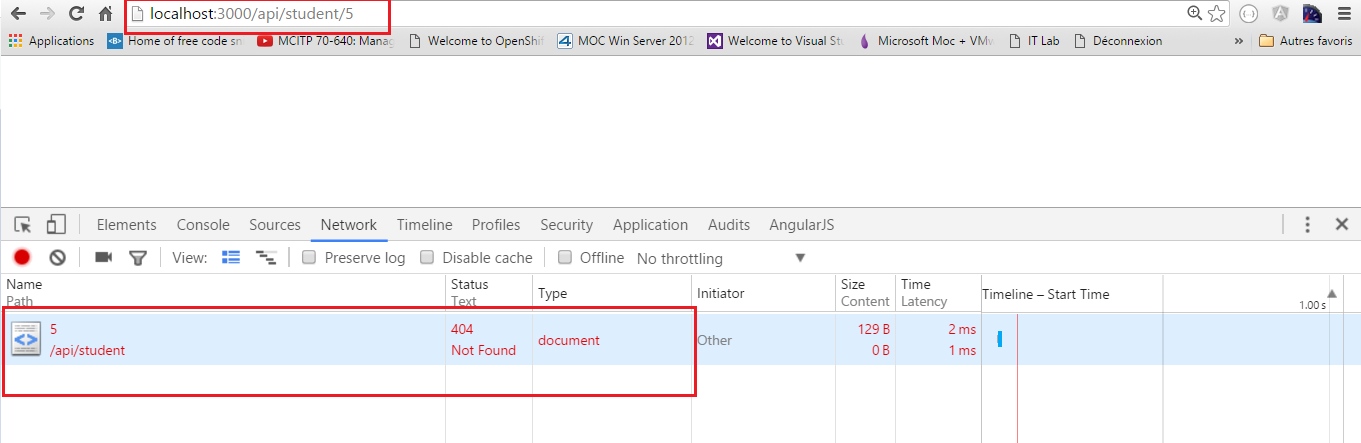 localhost:3000/api/student/5
Applications Home of free code sn MCITP 70-640: Manag Welcome to OpenShif MOC Win Server 2012 Welcome to Visual Stu Microsoft Moc + VMw IT Lab Déconnexion » Autres favoris
Elements Console Sources Network Timeline Profiles Security Application Audits AngularJS
View: Preserve log Disable cache Offline No throttling
Name Status Type Initiator Size Time Timeline – Start Time
Path Text Content Latency 1.00 s
5 404 document Other 129 B 2 ms
/api/student Not Found 0 B 1 ms